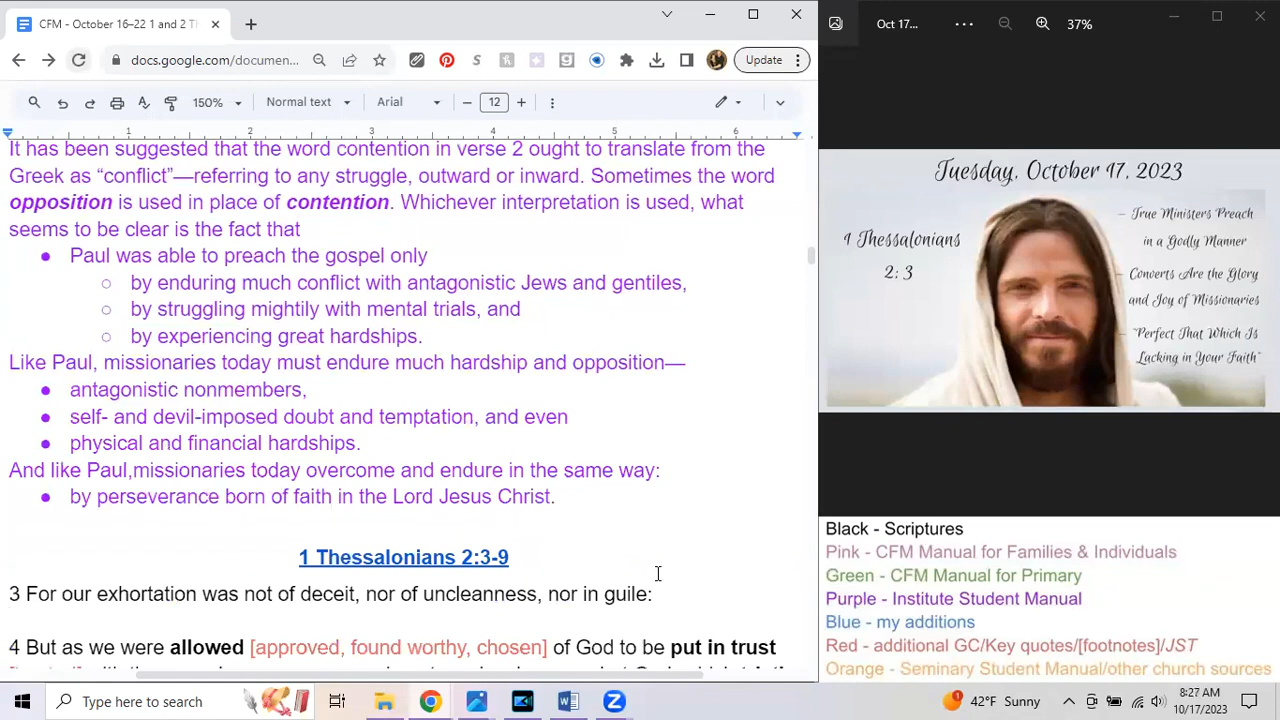 CFM - October 16–22 1 and 2 Th
Oct 17...
37%
docs.google.com/documen...
Update
150%
Normal text
Arial
12
1 2 3 4 5 6
It has been suggested that the word contention in verse 2 ought to translate from the
Greek as “conflict”—referring to any struggle, outward or inward. Sometimes the word
opposition is used in place of contention. Whichever interpretation is used, what
seems to be clear is the fact that
● Paul was able to preach the gospel only
○ by enduring much conflict with antagonistic Jews and gentiles,
○ by struggling mightily with mental trials, and
○ by experiencing great hardships.
Like Paul, missionaries today must endure much hardship and opposition—
● antagonistic nonmembers,
● self- and devil-imposed doubt and temptation, and even
● physical and financial hardships.
And like Paul,missionaries today overcome and endure in the same way:
● by perseverance born of faith in the Lord Jesus Christ.
1 Thessalonians 2:3-9
3 For our exhortation was not of deceit, nor of uncleanness, nor in guile:
4 But as we were allowed [approved, found worthy, chosen] of God to be put in trust
Tuesday, October 17, 2023
1 Thessalonians
2: 3
– True Ministers Preach
in a Godly Manner
– Converts Are the Glory
and Joy of Missionaries
– "Perfect That Which Is
Lacking in Your Faith"
Black - Scriptures
Pink - CFM Manual for Families & Individuals
Green - CFM Manual for Primary
Purple - Institute Student Manual
Blue - my additions
Red - additional GC/Key quotes/[footnotes]/JST
Orange - Seminary Student Manual/other church sources
Type here to search
42°F Sunny
8:27 AM
10/17/2023